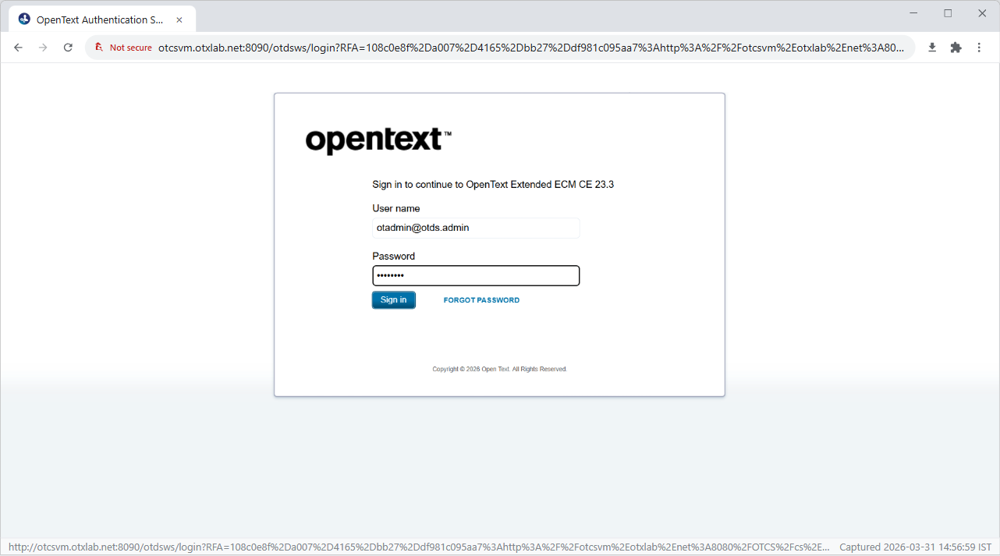 OpenText Authentication S...
Not secure otcsvm.otxlab.net:8090/otdsws/login?RFA=108c0e8f%2Da007%2D4165%2Dbb27%2Ddf981c095aa7%3Ahttp%3A%2F%2Fotcsvm%2Eotxlab%2Enet%3A80...
opentext™
Sign in to continue to OpenText Extended ECM CE 23.3
User name
otadmin@otds.admin
Password
••••••••
Sign in FORGOT PASSWORD
Copyright © 2026 Open Text. All Rights Reserved.
http://otcsvm.otxlab.net:8090/otdsws/login?RFA=108c0e8f%2Da007%2D4165%2Dbb27%2Ddf981c095aa7%3Ahttp%3A%2F%2Fotcsvm%2Eotxlab%2Enet%3A8080%2FOTCS%2Fcs%2E... Captured 2026-03-31 14:56:59 IST